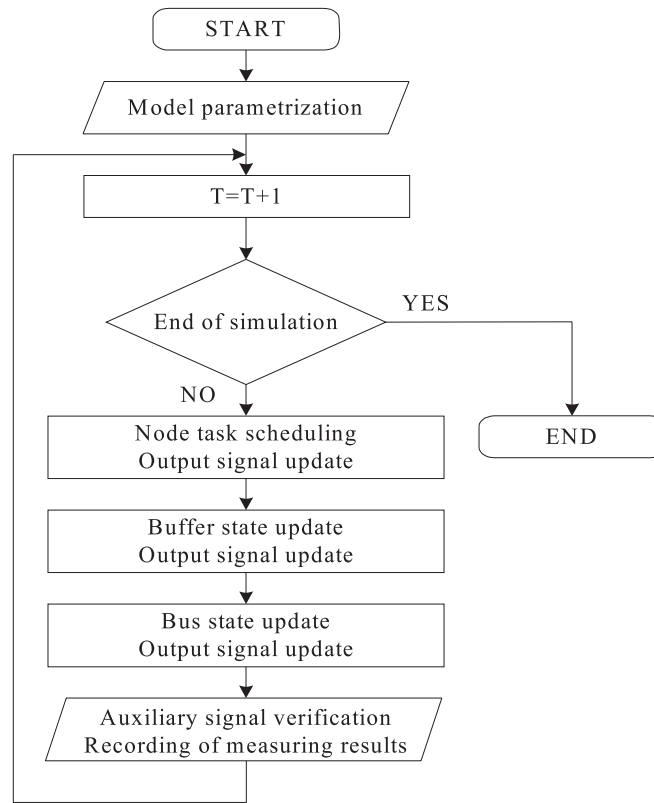 START
Model parametrization
T=T+1
End of simulation
YES
NO
Node task scheduling
Output signal update
END
Buffer state update
Output signal update
Bus state update
Output signal update
Auxiliary signal verification
Recording of measuring results